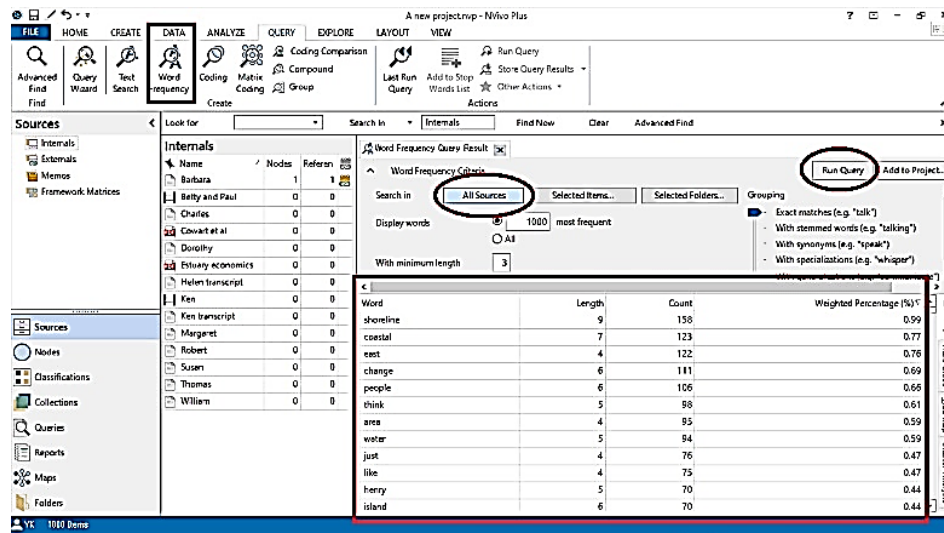 A new project.nvp - NVivo Plus
FILE HOME CREATE DATA ANALYZE QUERY EXPLORE LAYOUT VIEW
Advanced Find
Query Wizard
Text Search
Word Frequency
Coding
Matrix Coding
Coding Comparison
Compound
Group
Last Run Query
Add to Stop Words List
Run Query
Store Query Results
Other Actions
Find Create Actions
Sources
Look for Search In Internals Find Now Clear Advanced Find
Internals
Externals
Memos
Framework Matrices
Sources
Nodes
Classifications
Collections
Queries
Reports
Maps
Folders
Internals
Name Nodes Referen
Barbara 1 1
Betty and Paul 0 0
Charles 0 0
Cowart et al 0 0
Dorothy 0 0
Estuary economics 0 0
Helen transcript 0 0
Ken 0 0
Ken transcript 0 0
Margaret 0 0
Robert 0 0
Susan 0 0
Thomas 0 0
William 0 0
Word Frequency Query Result
Word Frequency Criteria Run Query Add to Project...
Search in All Sources Selected Items... Selected Folders... Grouping
Display words 1000 most frequent
All
With minimum length 3
Exact matches (e.g. "talk")
With stemmed words (e.g. "talking")
With synonyms (e.g. "speak")
With specializations (e.g. "whisper")
Word Length Count Weighted Percentage (%)
shoreline 9 158 0.99
coastal 7 123 0.77
east 4 122 0.76
change 6 111 0.69
people 6 106 0.66
think 5 98 0.61
area 4 95 0.59
water 5 94 0.59
just 4 76 0.47
like 4 75 0.47
henry 5 70 0.44
island 6 70 0.44
YK 1080 Items